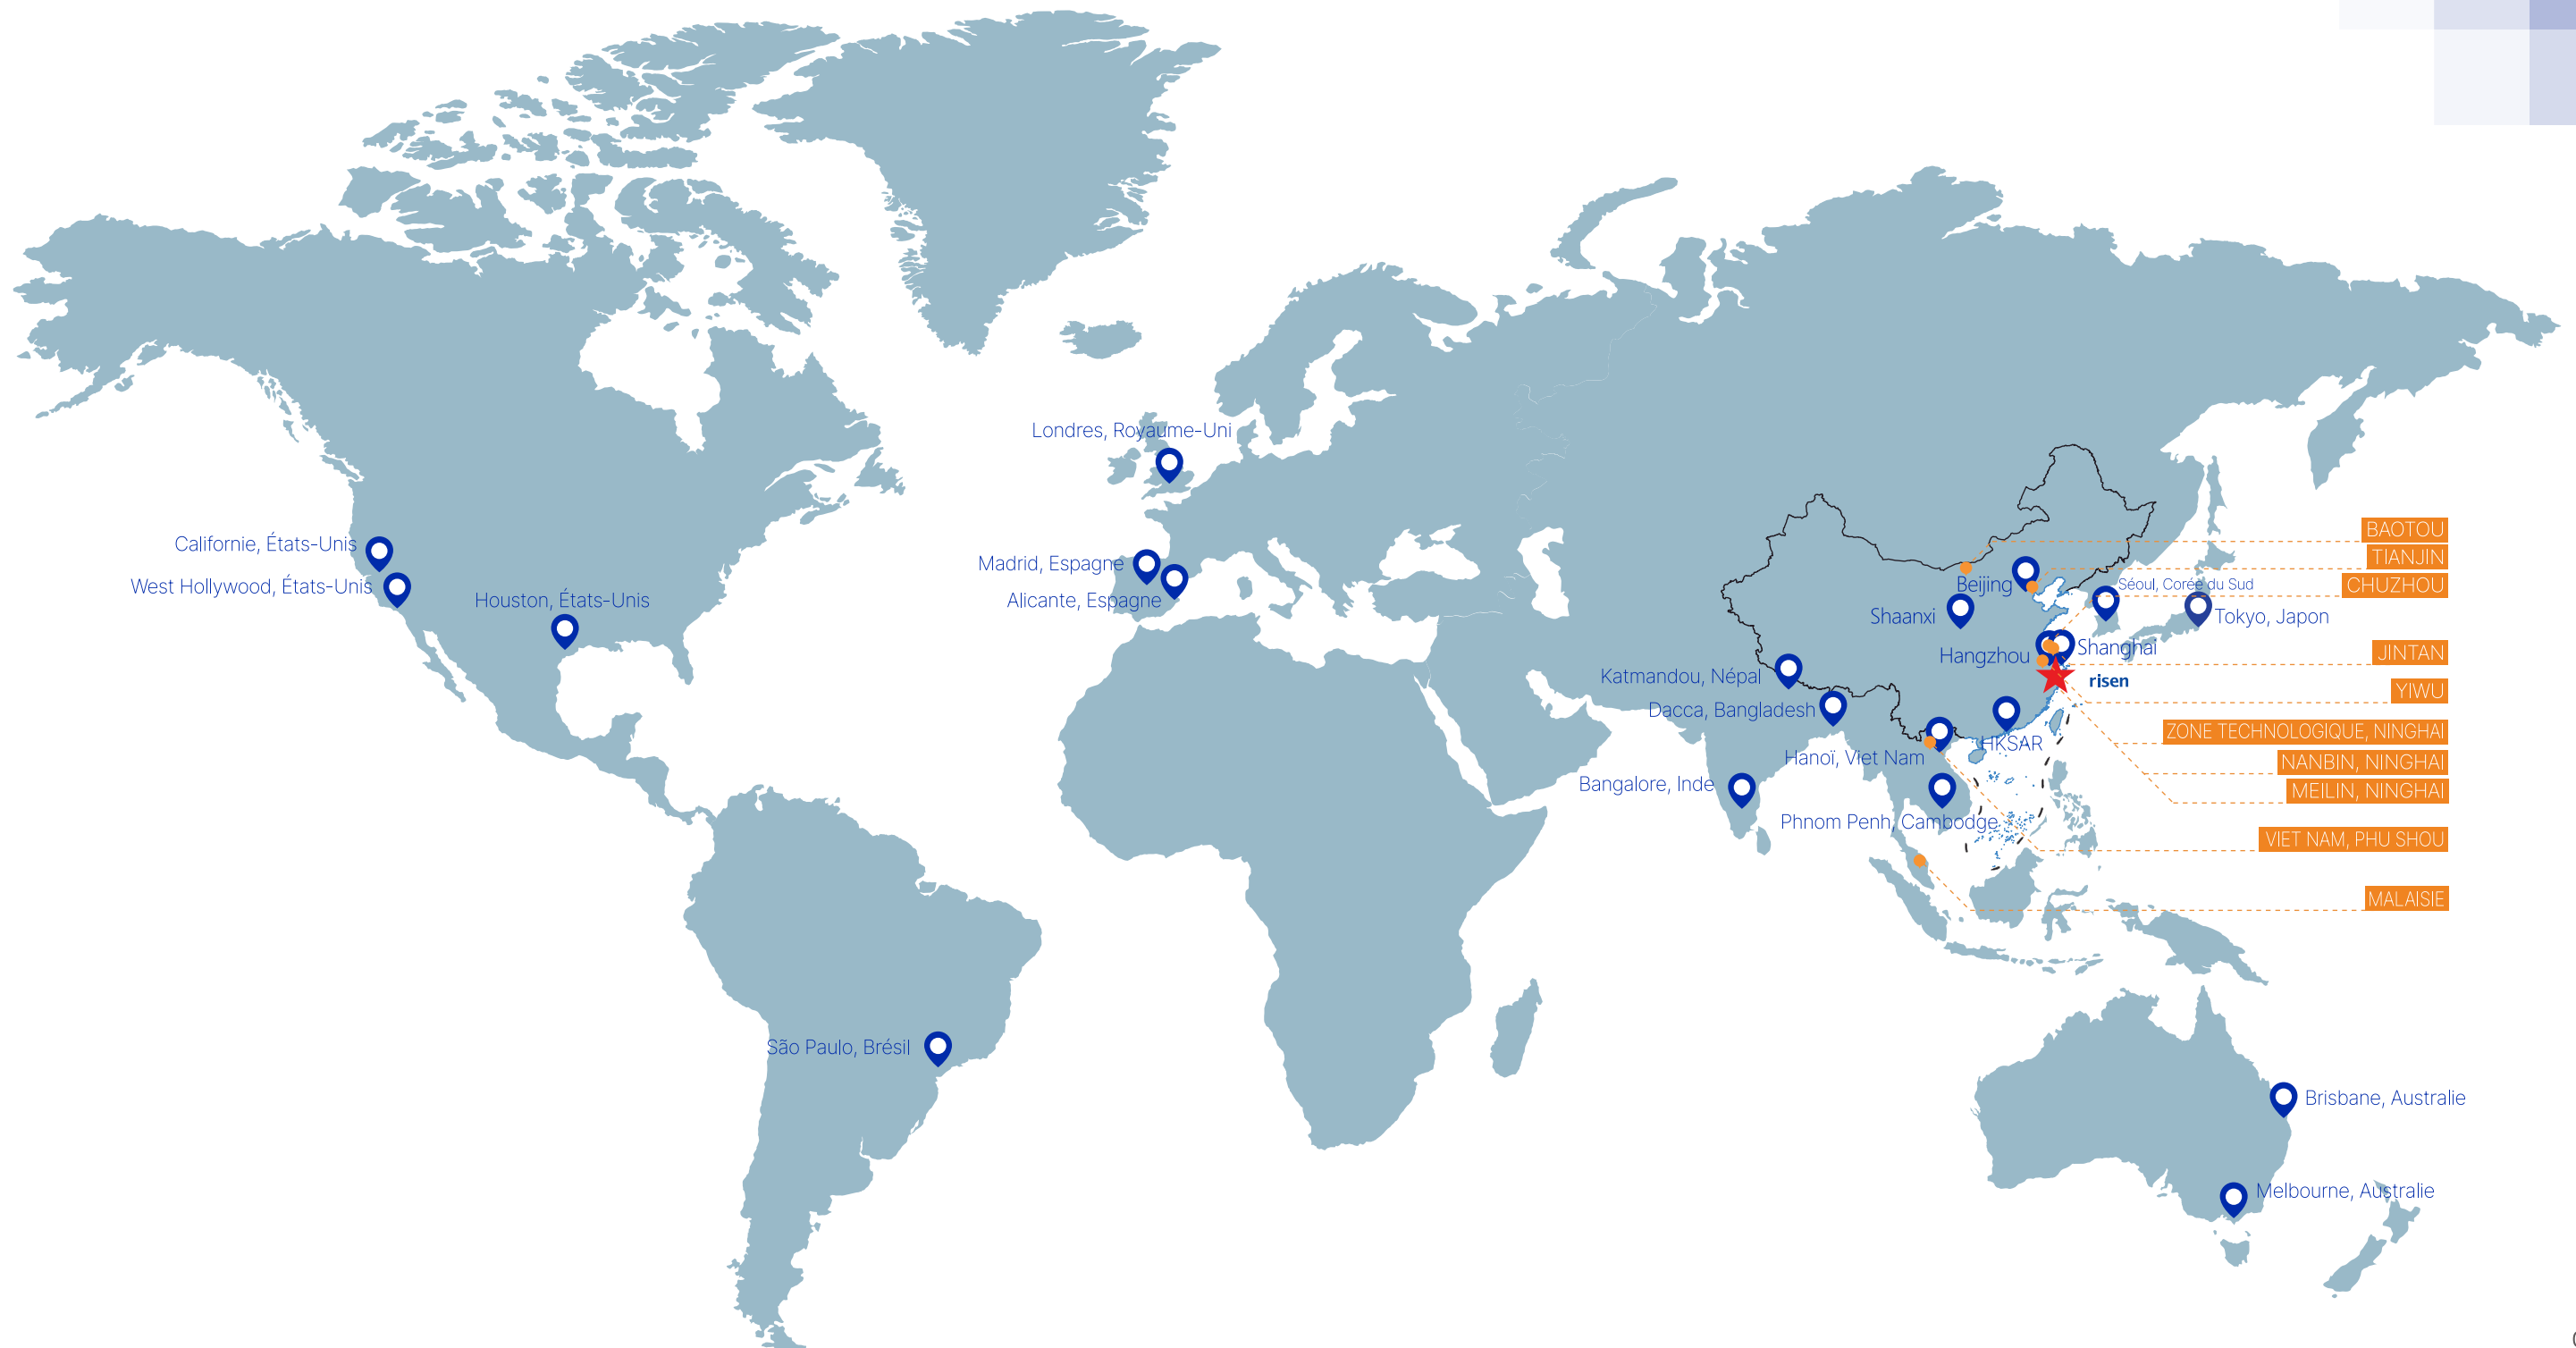 Londres, Royaume-Uni
BAOTOU
Californie, États-Unis
TIANJIN
Madrid, Espagne
West Hollywood, États-Unis
Beijing
Séoul, Corée du Sud
CHUZHOU
Houston, États-Unis
Alicante, Espagne
Shaanxi
Tokyo, Japon
Hangzhou
Shanghai
JINTAN
Katmandou, Népal
risen
YIWU
Dacca, Bangladesh
ZONE TECHNOLOGIQUE, NINGHAI
HKSAR
Hanoï, Viet Nam
NANBIN, NINGHAI
Bangalore, Inde
MEILIN, NINGHAI
Phnom Penh, Cambodge
VIET NAM, PHU SHOU
MALAISIE
São Paulo, Brésil
Brisbane, Australie
Melbourne, Australie